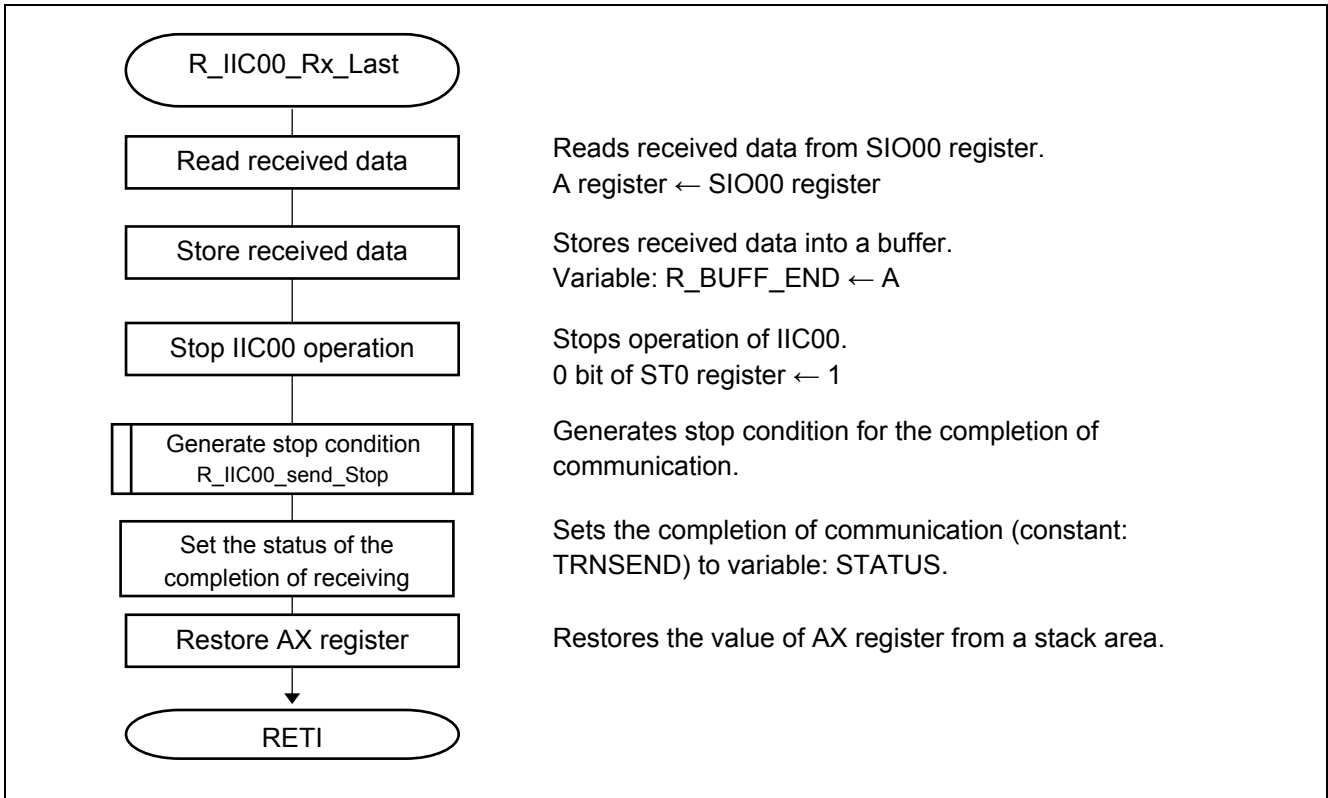 R_IIC00_Rx_Last
Read received data
Reads received data from SIO00 register.
A register ← SIO00 register
Store received data
Stores received data into a buffer.
Variable: R_BUFF_END ← A
Stop IIC00 operation
Stops operation of IIC00.
0 bit of ST0 register ← 1
Generate stop condition
R_IIC00_send_Stop
Generates stop condition for the completion of
communication.
Set the status of the
completion of receiving
Sets the completion of communication (constant:
TRNSEND) to variable: STATUS.
Restore AX register
Restores the value of AX register from a stack area.
RETI